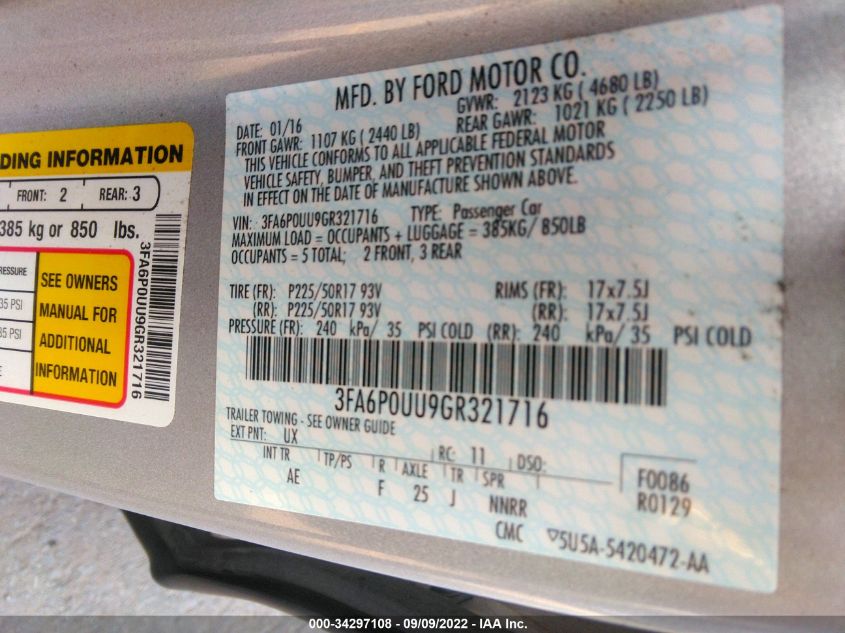 DING INFORMATION
FRONT: 2 REAR: 3
385 kg or 850 lbs.
RESSURE
35 PSI
35 PSI
E
SEE OWNERS
MANUAL FOR
ADDITIONAL
INFORMATION
3FA6P0UU9GR321716
MFD. BY FORD MOTOR CO.
DATE: 01/16 GVWR: 2123 KG ( 4680 LB)
FRONT GAWR: 1107 KG ( 2440 LB) REAR GAWR: 1021 KG ( 2250 LB)
THIS VEHICLE CONFORMS TO ALL APPLICABLE FEDERAL MOTOR
VEHICLE SAFETY, BUMPER, AND THEFT PREVENTION STANDARDS
IN EFFECT ON THE DATE OF MANUFACTURE SHOWN ABOVE.
VIN: 3FA6P0UU9GR321716 TYPE: Passenger Car
MAXIMUM LOAD = OCCUPANTS + LUGGAGE = 385KG/ 850LB
OCCUPANTS = 5 TOTAL; 2 FRONT, 3 REAR
TIRE (FR): P225/50R17 93V RIMS (FR): 17x7.5J
(RR): P225/50R17 93V (RR): 17x7.5J
PRESSURE (FR): 240 kPa/ 35 PSI COLD (RR): 240 kPa/ 35 PSI COLD
3FA6P0UU9GR321716
TRAILER TOWING - SEE OWNER GUIDE
EXT PNT: UX RC: 11 DSO:
INT TR TP/PS R AXLE TR SPR
AE F 25 J NNRR
F0086
R0129
CMC ▽5U5A-5420472-AA
000-34297108 - 09/09/2022 - IAA Inc.